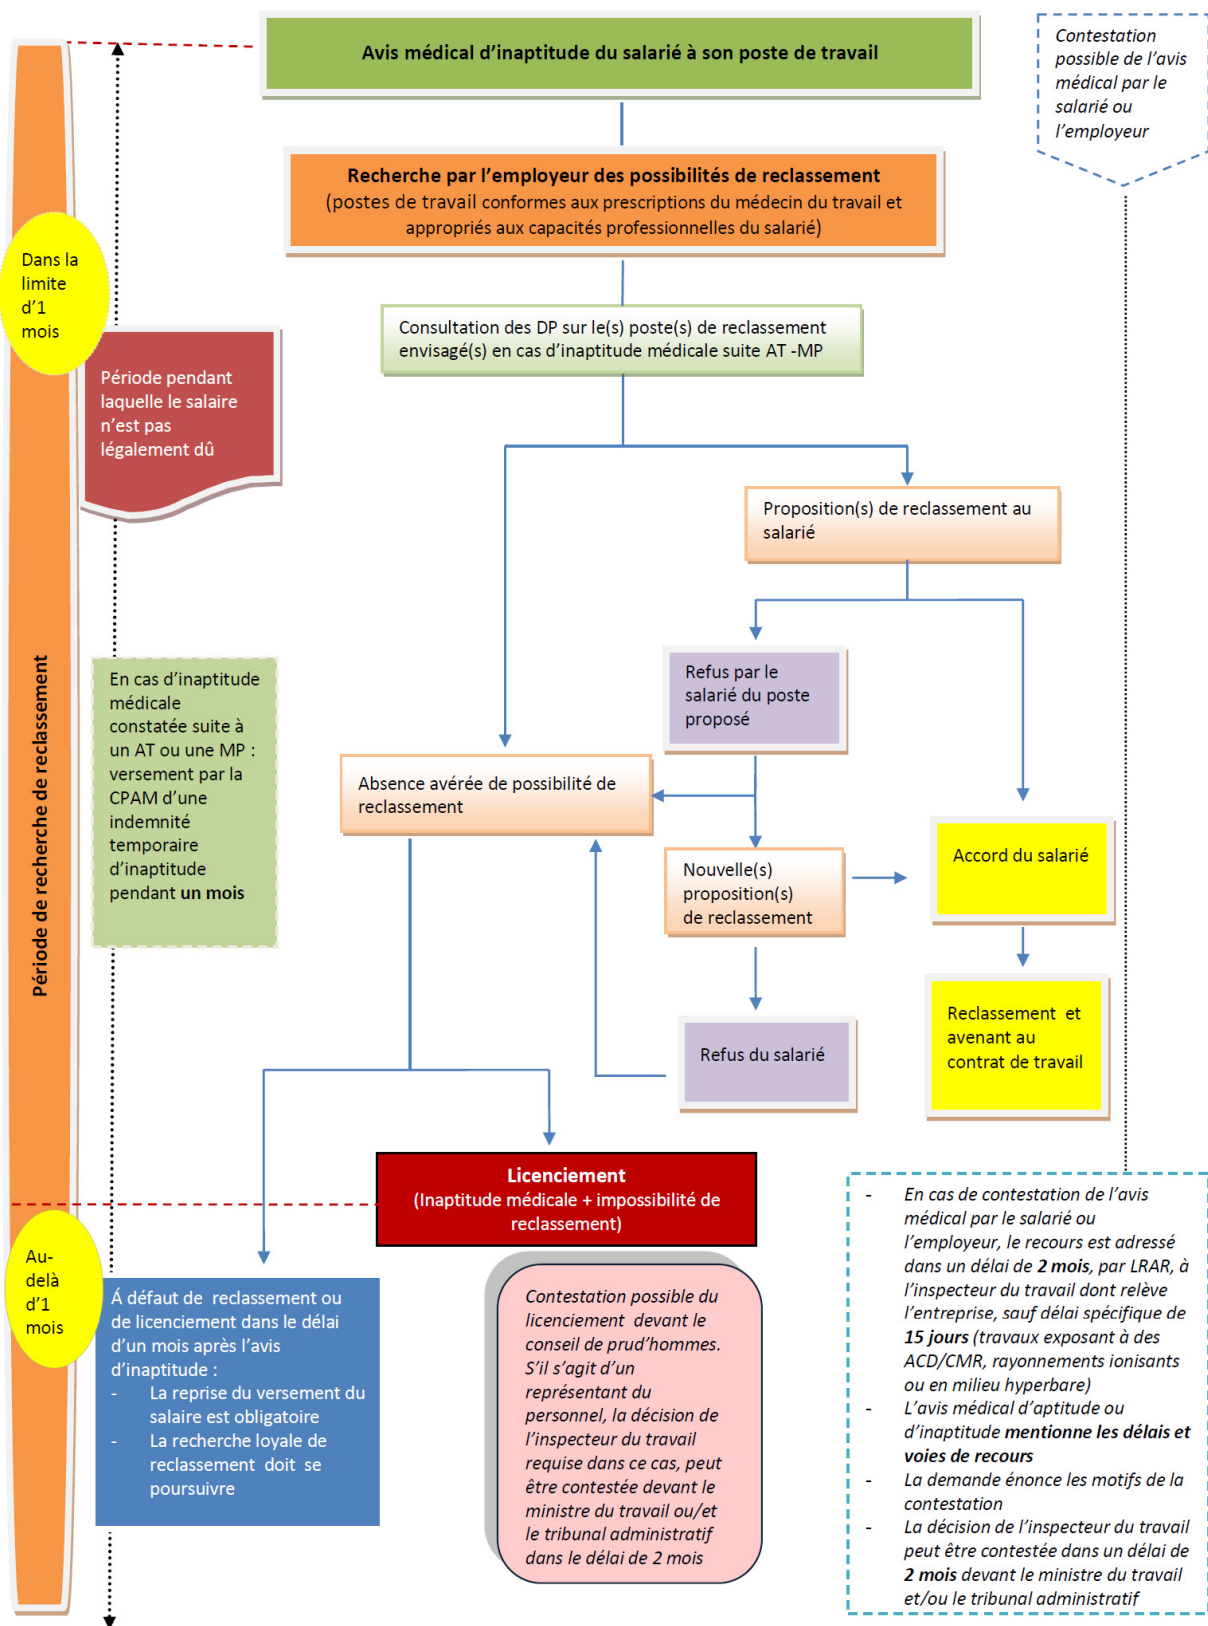 Avis médical d'inaptitude du salarié à son poste de travail
Contestation
possible de l'avis
médical par le
salarié ou
l'employeur
Recherche par l'employeur des possibilités de reclassement
(postes de travail conformes aux prescriptions du médecin du travail et
appropriés aux capacités professionnelles du salarié)
Dans la
limite
d'1
mois
Consultation des DP sur le(s) poste(s) de reclassement
envisagé(s) en cas d'inaptitude médicale suite AT -MP
Période pendant
laquelle le salaire
n'est pas
légalement dû
Proposition(s) de reclassement au
salarié
Période de recherche de reclassement
En cas d'inaptitude
médicale
constatée suite à
un AT ou une MP :
versement par la
CPAM d'une
indemnité
temporaire
d'inaptitude
pendant un mois
Refus par le
salarié du poste
proposé
Absence avérée de possibilité de
reclassement
Nouvelle(s)
proposition(s)
de reclassement
Accord du salarié
Refus du salarié
Reclassement et
avenant au
contrat de travail
Licenciement
(Inaptitude médicale + impossibilité de
reclassement)
Au-
delà
d'1
mois
Á défaut de reclassement ou
de licenciement dans le délai
d'un mois après l'avis
d'inaptitude :
- La reprise du versement du
salaire est obligatoire
- La recherche loyale de
reclassement doit se
poursuivre
Contestation possible du
licenciement devant le
conseil de prud'hommes.
S'il s'agit d'un
représentant du
personnel, la décision de
l'inspecteur du travail
requise dans ce cas, peut
être contestée devant le
ministre du travail ou/et
le tribunal administratif
dans le délai de 2 mois
- En cas de contestation de l'avis
médical par le salarié ou
l'employeur, le recours est adressé
dans un délai de 2 mois, par LRAR, à
l'inspecteur du travail dont relève
l'entreprise, sauf délai spécifique de
15 jours (travaux exposant à des
ACD/CMR, rayonnements ionisants
ou en milieu hyperbare)
- L'avis médical d'aptitude ou
d'inaptitude mentionne les délais et
voies de recours
- La demande énonce les motifs de la
contestation
- La décision de l'inspecteur du travail
peut être contestée dans un délai de
2 mois devant le ministre du travail
et/ou le tribunal administratif